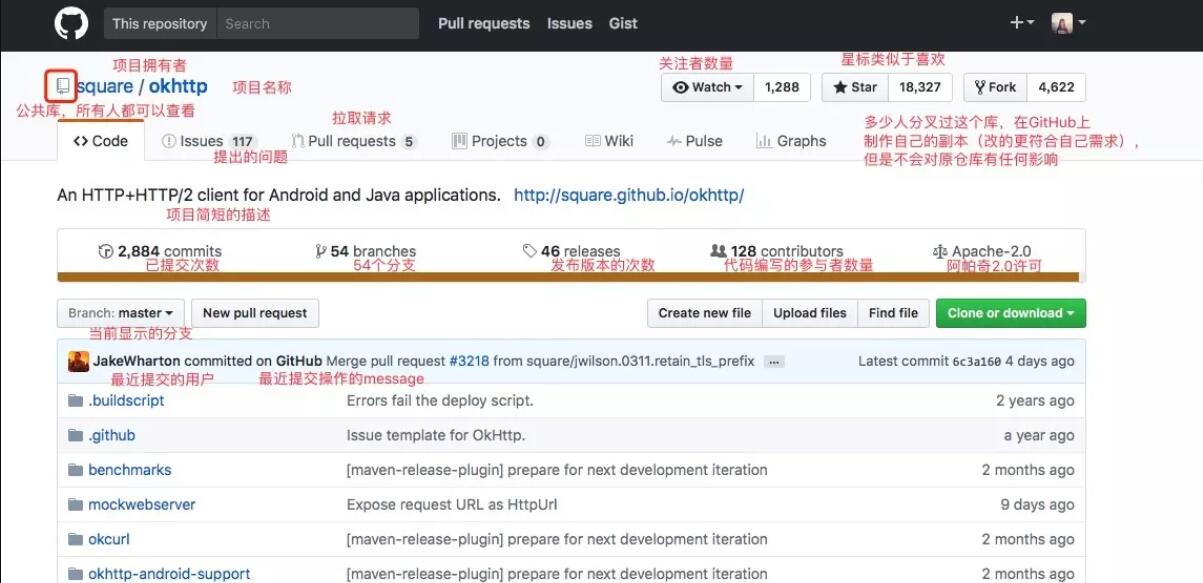 This repository Search Pull requests Issues Gist
项目拥有者 关注者数量 星标类似于喜欢
square / okhttp 项目名称 Watch 1,288 Star 18,327 Fork 4,622
公共库，所有人都可以查看 拉取请求
多少人分叉过这个库，在GitHub上
制作自己的副本（改的更符合自己需求），
但是不会对原仓库有任何影响
Code Issues 117 Pull requests 5 Projects 0 Wiki Pulse Graphs
提出的问题
An HTTP+HTTP/2 client for Android and Java applications. http://square.github.io/okhttp/
项目简短的描述
2,884 commits 54 branches 46 releases 128 contributors Apache-2.0
已提交次数 54个分支 发布版本的次数 代码编写的参与者数量 阿帕奇2.0许可
Branch: master New pull request Create new file Upload files Find file Clone or download
当前显示的分支
JakeWharton committed on GitHub Merge pull request #3218 from square/jwilson.0311.retain_tls_prefix ... Latest commit 6c3a160 4 days ago
最近提交的用户 最近提交操作的message
.buildscript Errors fail the deploy script. 2 years ago
.github Issue template for OkHttp. a year ago
benchmarks [maven-release-plugin] prepare for next development iteration 2 months ago
mockwebserver Expose request URL as HttpUrl 9 days ago
okcurl [maven-release-plugin] prepare for next development iteration 2 months ago
okhttp-android-support [maven-release-plugin] prepare for next development iteration 2 months ago